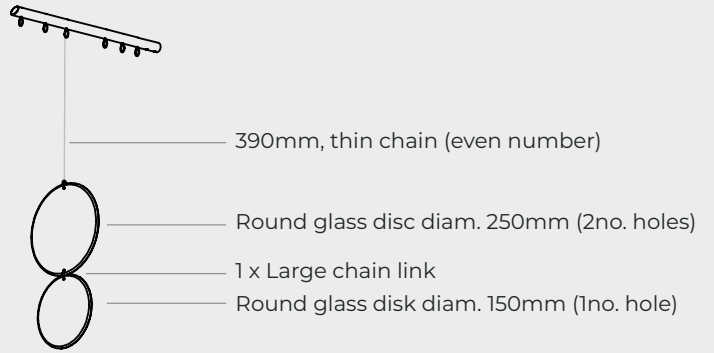 390mm, thin chain (even number)
Round glass disc diam. 250mm (2no. holes)
1 x Large chain link
Round glass disk diam. 150mm (1no. hole)